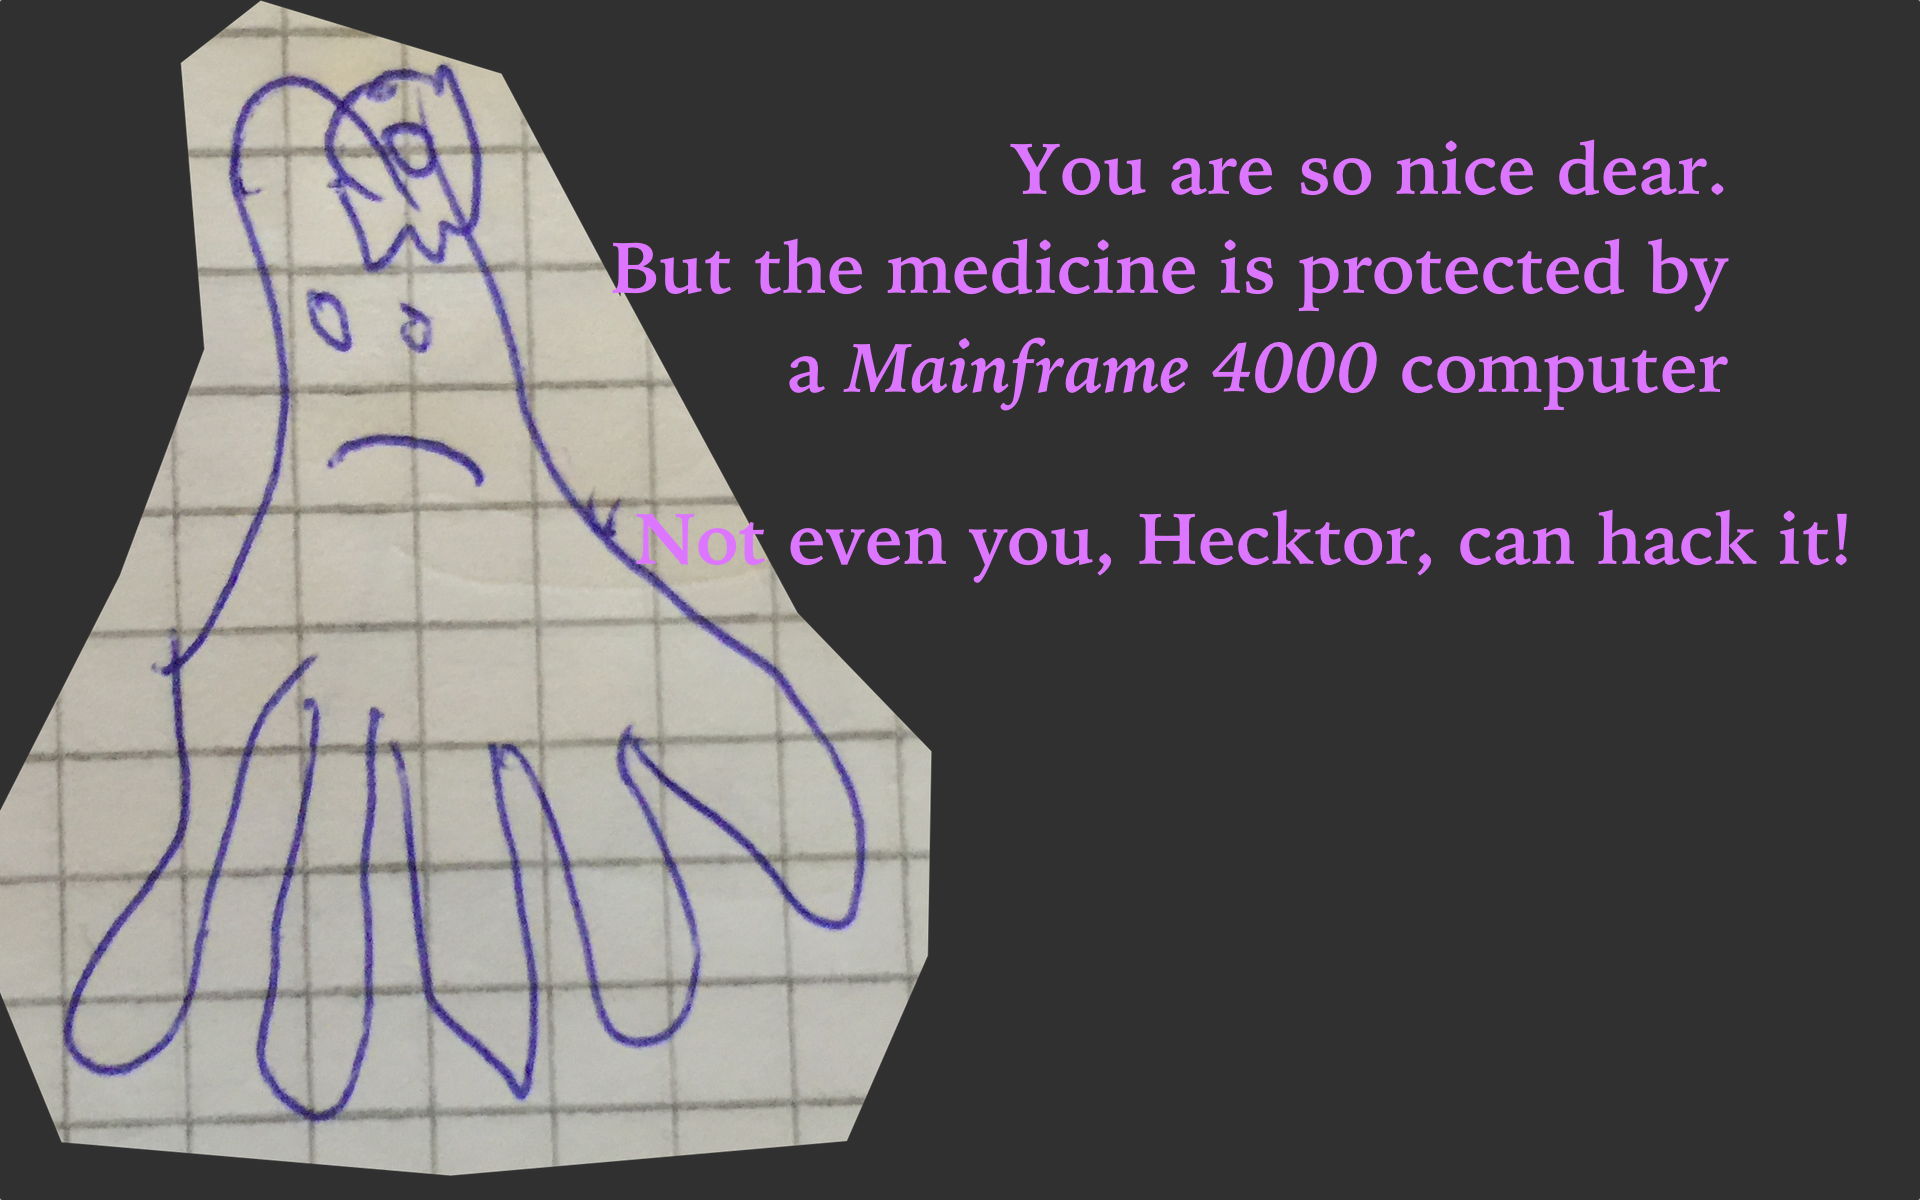 You are so nice dear.
But the medicine is protected by
a Mainframe 4000 computer
Not even you, Hecktor, can hack it!